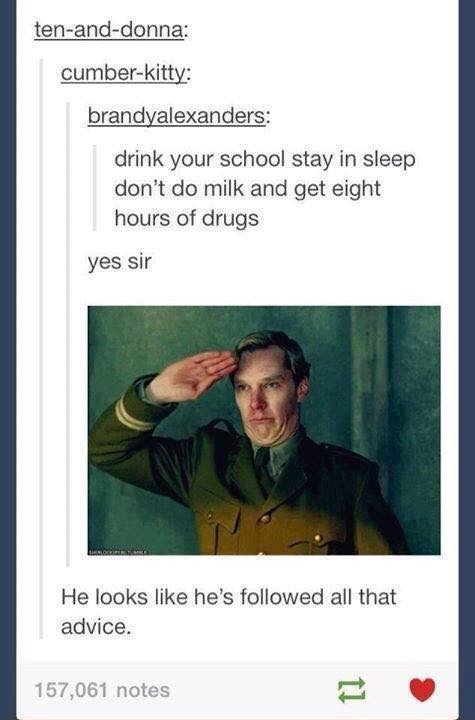 ten-and-donna:
cumber-kitty:
brandyalexanders:
drink your school stay in sleep
don't do milk and get eight
hours of drugs
yes sir
He looks like he's followed all that
advice.
157,061 notes